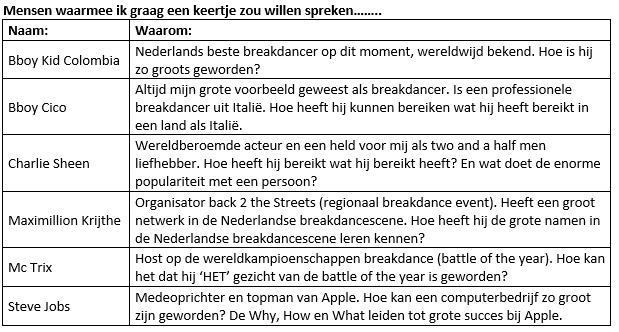 Mensen waarmee ik graag een keertje zou willen spreken........
Naam: Waarom:
Bboy Kid Colombia
Nederlands beste breakdancer op dit moment, wereldwijd bekend. Hoe is hij
zo groots geworden?
Bboy Cico
Altijd mijn grote voorbeeld geweest als breakdancer. Is een professionele
breakdancer uit Italië. Hoe heeft hij kunnen bereiken wat hij heeft bereikt in
een land als Italië.
Charlie Sheen
Wereldberoemde acteur en een held voor mij als two and a half men
liefhebber. Hoe heeft hij bereikt wat hij bereikt heeft? En wat doet de enorme
populariteit met een persoon?
Maximillion Krijthe
Organisator back 2 the Streets (regionaal breakdance event). Heeft een groot
netwerk in de Nederlandse breakdancescene. Hoe heeft hij de grote namen in
de Nederlandse breakdancescene leren kennen?
Mc Trix
Host op de wereldkampioenschappen breakdance (battle of the year). Hoe kan
het dat hij ‘HET’ gezicht van de battle of the year is geworden?
Steve Jobs
Medeoprichter en topman van Apple. Hoe kan een computerbedrijf zo groot
zijn geworden? De Why, How en What leiden tot grote succes bij Apple.